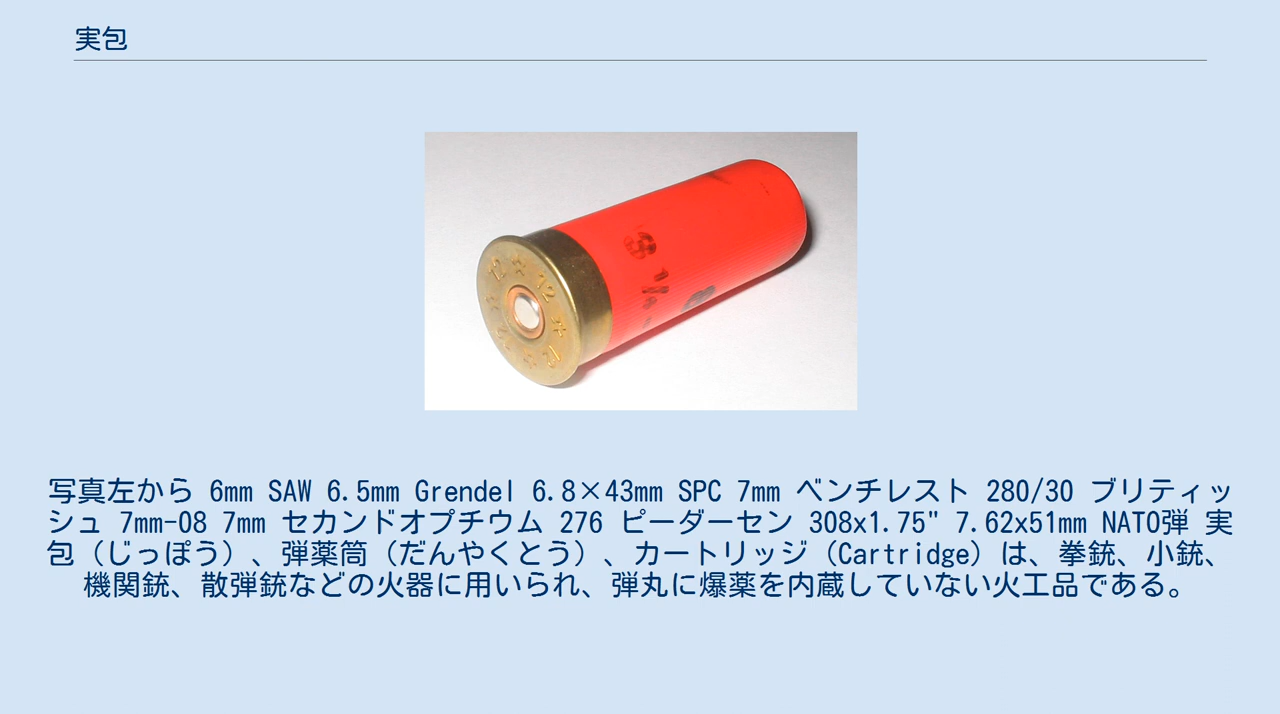 実包
12 ☆ 12 ☆
12
写真左から 6mm SAW 6.5mm Grendel 6.8×43mm SPC 7mm ベンチレスト 280/30 ブリティッ
シュ 7mm-08 7mm セカンドオプチウム 276 ピーダーセン 308x1.75" 7.62x51mm NATO弾 実
包（じっぽう）、弾薬筒（だんやくとう）、カートリッジ（Cartridge）は、拳銃、小銃、
機関銃、散弾銃などの火器に用いられ、弾丸に爆薬を内蔵していない火工品である。